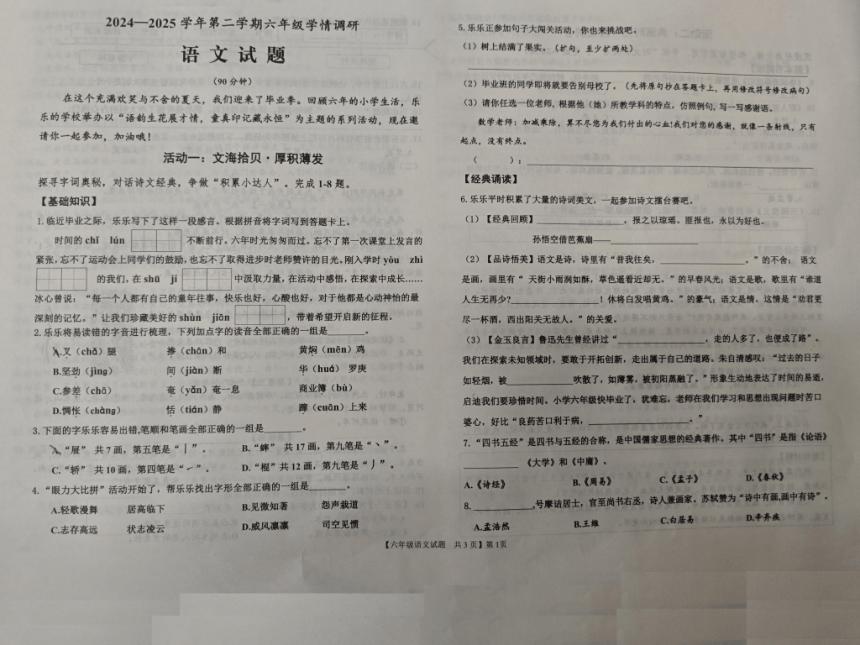 2024—2025 学年第二学期六年级学情调研
语文试题
(90 分钟)
在这个充满欢笑与不舍的夏天，我们迎来了毕业季。回顾六年的小学生活，乐
乐的学校举办以“语韵生花展才情，童真印记藏永恒”为主题的系列活动，现在邀
请你一起参加，加油哦！
活动一：文海拾贝·厚积薄发
探寻字词奥秘，对话诗文经典，争做“积累小达人”。完成 1-8 题。
【基础知识】
1.临近毕业之际，乐乐写下了这样一段感言。根据拼音将字词写到答题卡上。
时间的 chǐ lún 不断前行。六年时光匆匆而过。忘不了第一次课堂上发言的
紧张，忘不了运动会上同学们的鼓励，也忘不了取得进步时老师赞许的目光。刚入学时 yòu zhì
的我们，在 shū jí 中汲取力量，在活动中感悟，在探索中成长……
冰心曾说：“每一个人都有自己的童年往事，快乐也好，心酸也好，对于他都是心动神怡的最
深刻的记忆。”让我们珍藏美好的 shùn jiān ，带着希望开启新的征程。
2.乐乐将易读错的字音进行梳理，下列加点字的读音全部正确的一组是______。
A.叉（chǎ）腿 掺（chān）和 黄焖（mēn）鸡
B.坚劲（jìng） 间（jiàn）断 华（huá）罗庚
C.参差（chā） 奄（yǎn）奄一息 商业簿（bù）
D.惆怅（chàng） 恬（tián）静 蹿（cuān）上来
3.下面的字乐乐容易出错,笔顺和笔画全部正确的一组是______。
A.“屉” 共 7 画，第五笔是“丨”。 B.“蟀” 共 17 画，第九笔是“丶”。
C.“轿” 共 10 画，第四笔是“㇀”。 D.“棍”共 12 画，第九笔是“丿”。
4.“眼力大比拼”活动开始了，帮乐乐找出字形全部正确的一组是______。
A.轻歌漫舞 居高临下 B.见微知著 怨声载道
C.志存高远 状志凌云 D.威风凛凛 司空见惯
5.乐乐正参加句子大闯关活动，你也来挑战吧。
（1）树上结满了果实。（扩句，至少扩两处）
（2）毕业班的同学即将就要告别母校了。（先将原句抄在答题卡上，再用修改符号修改病句）
（3）请你任选一位老师，根据他（她）所教学科的特点，仿照例句，写一写感谢语。
数学老师：加减乘除，算不尽您为我们付出的心血!我们对您的感谢，就像一条射线，只有
起点，没有终点。
（ ）：
【经典诵读】
6.乐乐平时积累了大量的诗词美文，一起参加诗文擂台赛吧。
（1）【经典回顾】______，报之以琼瑶。匪报也，永以为好也。
孙悟空借芭蕉扇——______
（2）【品诗悟美】语文是诗，诗里有“昔我往矣，______。”的不舍； 语文
是画，画里有“ 天街小雨润如酥，草色遥看近却无。”的早春风光；语文是歌，歌里有“谁道
人生无再少?______！休将白发唱黄鸡。”的豪气；语文是情，这情是“劝君更
尽一杯酒，西出阳关无故人。”的关爱。
（3）【金玉良言】鲁迅先生曾经讲过“______，走的人多了，也便成了路”。
我们在探索未知领域时，要敢于开拓创新，走出属于自己的道路。朱自清感叹：“过去的日子
如轻烟，被______吹散了，如薄雾，被初阳蒸融了。”形象生动地表达了时间的易逝，
启迪我们要珍惜时间。小学六年级快毕业了，犹难忘，老师在我们学习和思想出现问题时苦口
婆心，好比“良药苦口利于病，______。”
7.“四书五经”是四书与五经的合称，是中国儒家思想的经典著作。其中“四书”是指《论语》
______《大学》和《中庸》。
A.《诗经》 B.《周易》 C.《孟子》 D.《春秋》
8.______,号摩诘居士，官至尚书右丞，诗人兼画家。苏轼赞为“诗中有画,画中有诗”。
A.孟浩然 B.王维 C.白居易 D.辛弃疾
【六年级语文试题 共 3 页】第 1页